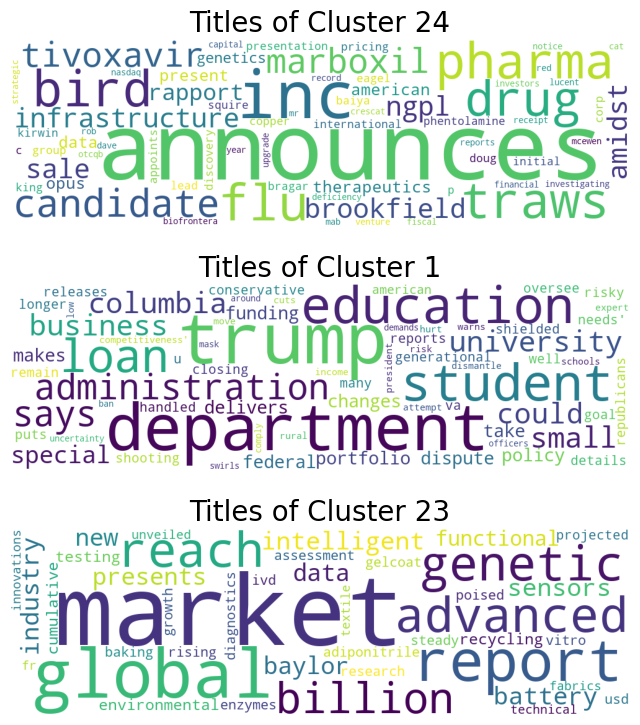 Titles of Cluster 24
strategic
tivoxavir
capital
presentation
pricing
genetics
marboxil
eagel
nasdaq
bird
rapport
present
squire
inc
record
mr
baiya
american
crescat
pharma
notice
cat
red
lucent
investors
drug
corp
ngpl
infrastructure
copper
international
phentolamine
receipt
amidst
kirwin
rob
data
dave
c
group
otcqb
announces
appoints
discovery
year
upgrade
doug
initial
reports
mcewen
sale
king
opus
lead
bragar
therapeutics
p
financial
investigating
candidate
biofrontera
flu
deficiency
mab
brookfield
venture
fiscal
traws
Titles of Cluster 1
releases
longer
columbia
conservative
around
cuts
low
funding
american
education
oversee
risky
expert
business
competitiveness'
move
trump
mask
demands
hurt
warns
shielded
needs'
reports
university
makes
loan
u
closing
risk
generational
well
schools
remain
income
president
dismantle
republicans
administration
many
student
says
ban
handled
delivers
changes
va
attempt
officers
could
goal
puts
department
comply
rural
take
small
special
uncertainty
shooting
swirls
federal
portfolio
dispute
policy
details
Titles of Cluster 23
innovations
new
unveiled
reach
intelligent
functional
projected
industry
testing
assessment
gelcoat
cumulative
presents
ivd
data
genetic
market
growth
diagnostics
textile
poised
sensors
advanced
steady
recycling
vitro
baking
rising
baylor
adiponitrile
report
fr
global
research
fabrics
environmental
enzymes
billion
battery
usd
technical